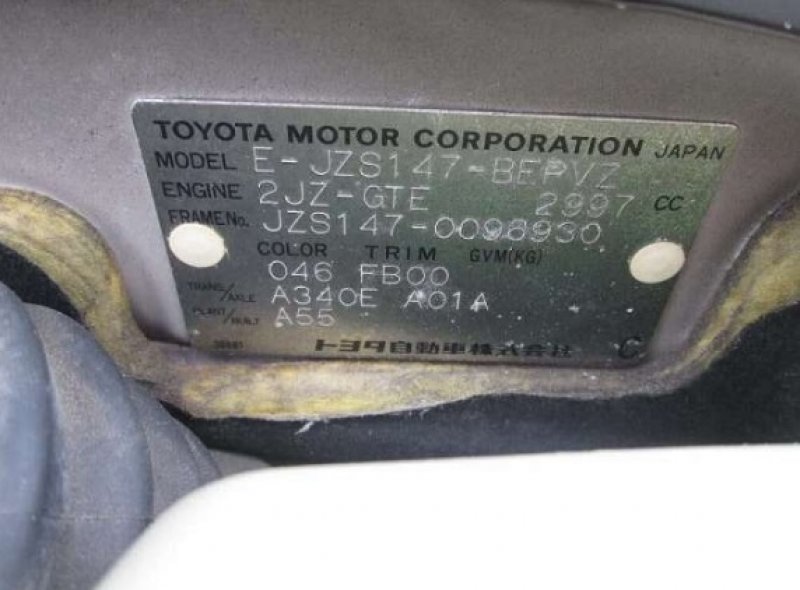 TOYOTA MOTOR CORPORATION JAPAN
MODEL E-JZS147-BEPVZ
ENGINE 2JZ-GTE 2997 CC
FRAME No. JZS147-0098930
COLOR TRIM GVM(KG)
046 FB00
TRANS./AXLE A340E A01A
PLANT/BUILT A55
トヨタ自動車株式会社 C